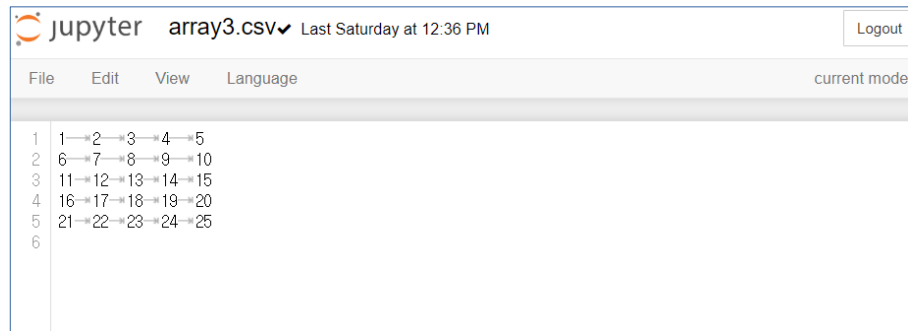 jupyter array3.csv✔ Last Saturday at 12:36 PM
Logout
File Edit View Language
current mode
1 1→2→3→4→5
2 6→7→8→9→10
3 11→12→13→14→15
4 16→17→18→19→20
5 21→22→23→24→25
6